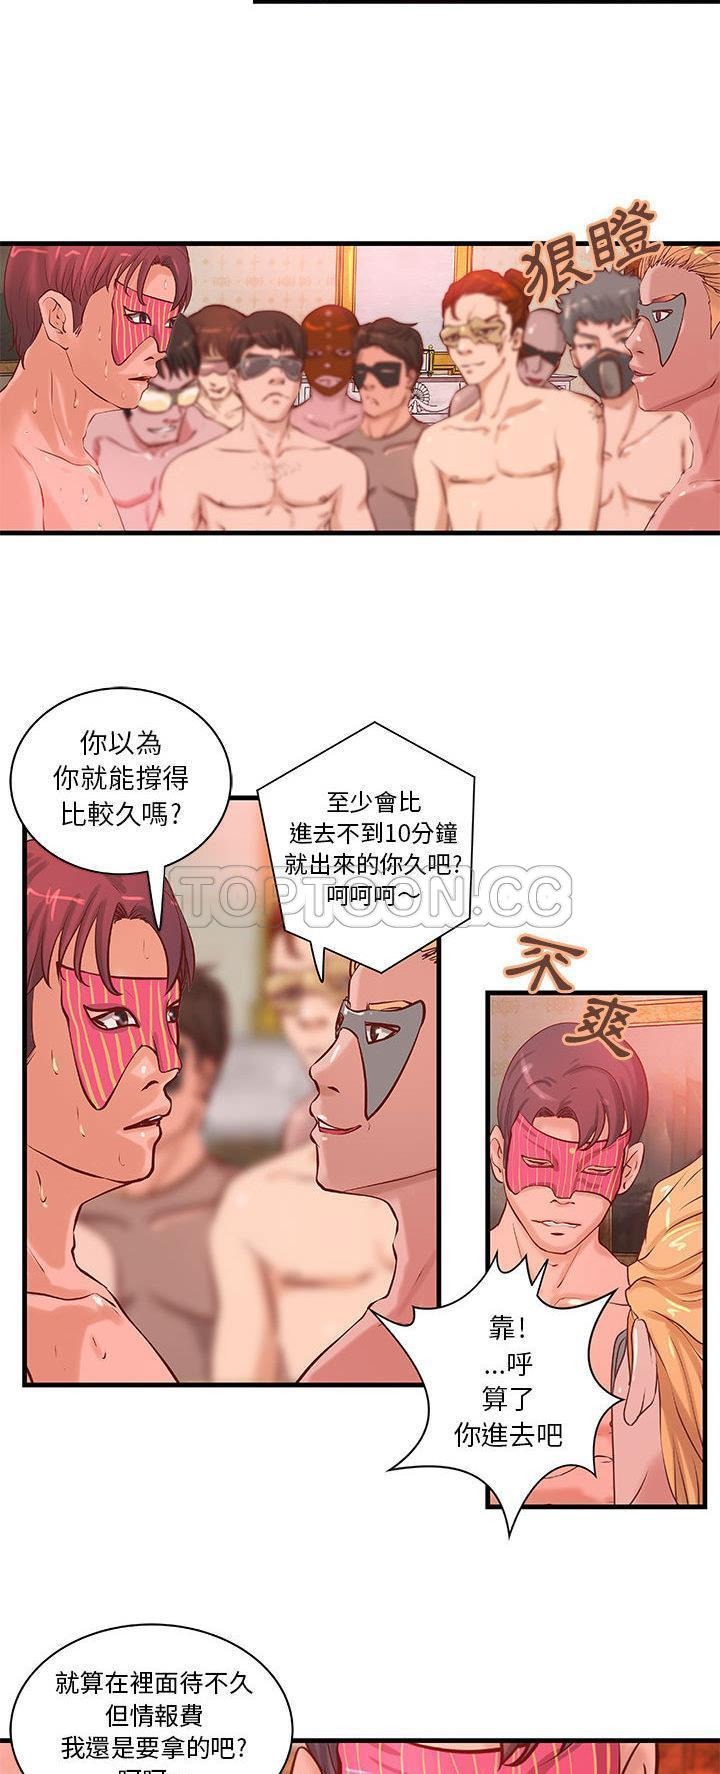 狠瞪
你以為
你就能撐得
比較久嗎?
至少會比
進去不到10分鐘
就出來的你久吧?
呵呵呵~
TOPTOON.CC
不爽
靠!
...呼
算了
你進去吧
就算在裡面待不久
但情報費
我還是要拿的吧?